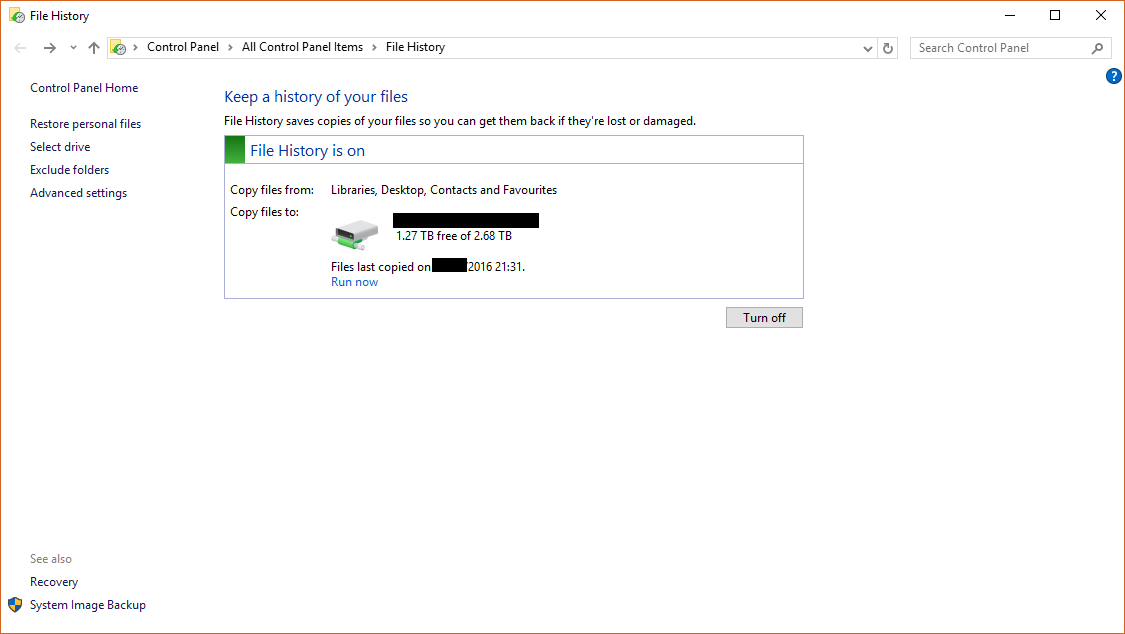 File History
Control Panel > All Control Panel Items > File History
Search Control Panel
?
Control Panel Home
Restore personal files
Select drive
Exclude folders
Advanced settings
Keep a history of your files
File History saves copies of your files so you can get them back if they're lost or damaged.
File History is on
Copy files from: Libraries, Desktop, Contacts and Favourites
Copy files to:
1.27 TB free of 2.68 TB
Files last copied on /2016 21:31.
Run now
Turn off
See also
Recovery
System Image Backup